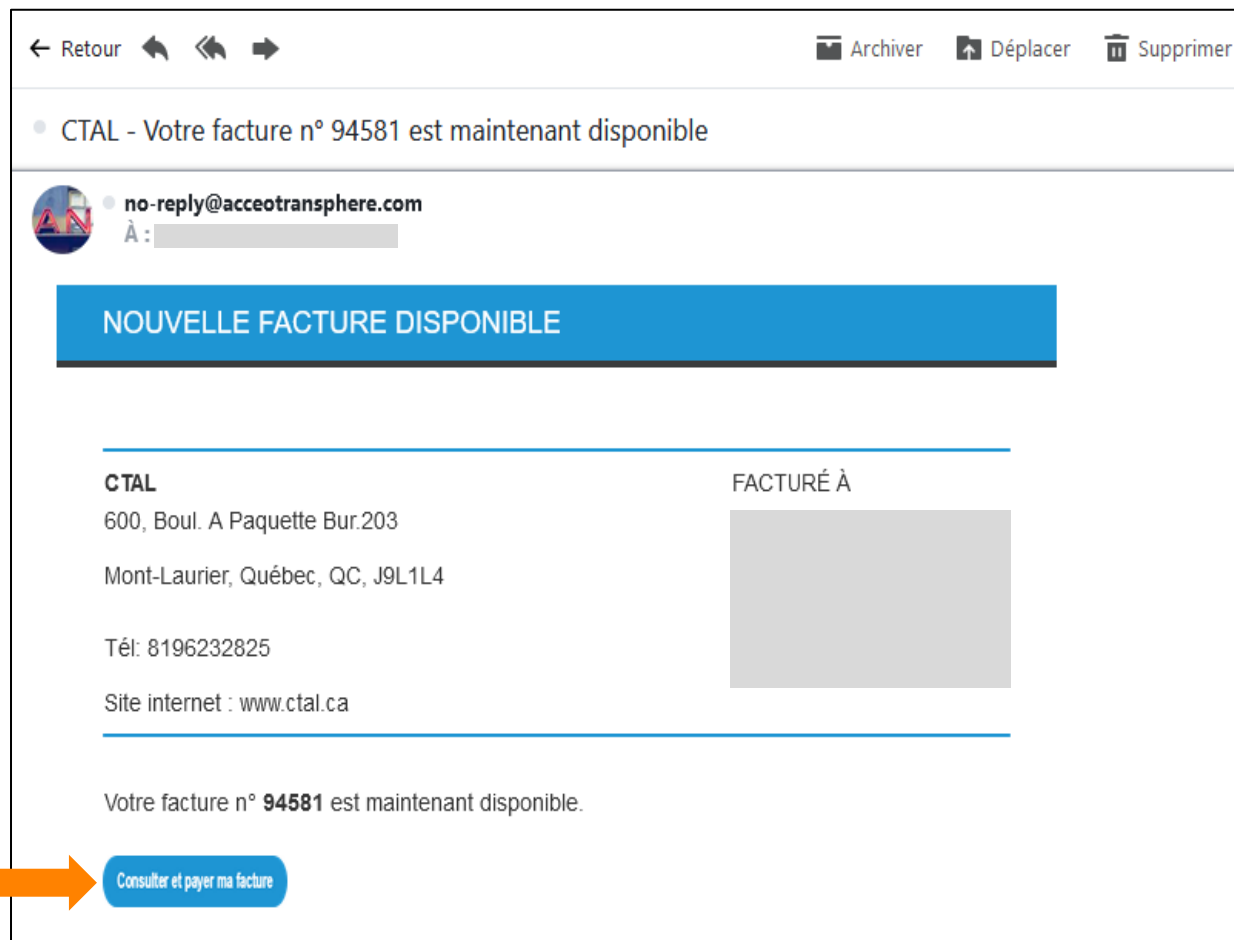 Retour
Archiver Déplacer Supprimer
CTAL - Votre facture n° 94581 est maintenant disponible
AN
no-reply@acceotransphere.com
À :
NOUVELLE FACTURE DISPONIBLE
CTAL
600, Boul. A Paquette Bur.203
Mont-Laurier, Québec, QC, J9L1L4
Tél: 8196232825
Site internet : www.ctal.ca
FACTURÉ À
Votre facture n° 94581 est maintenant disponible.
Consulter et payer ma facture